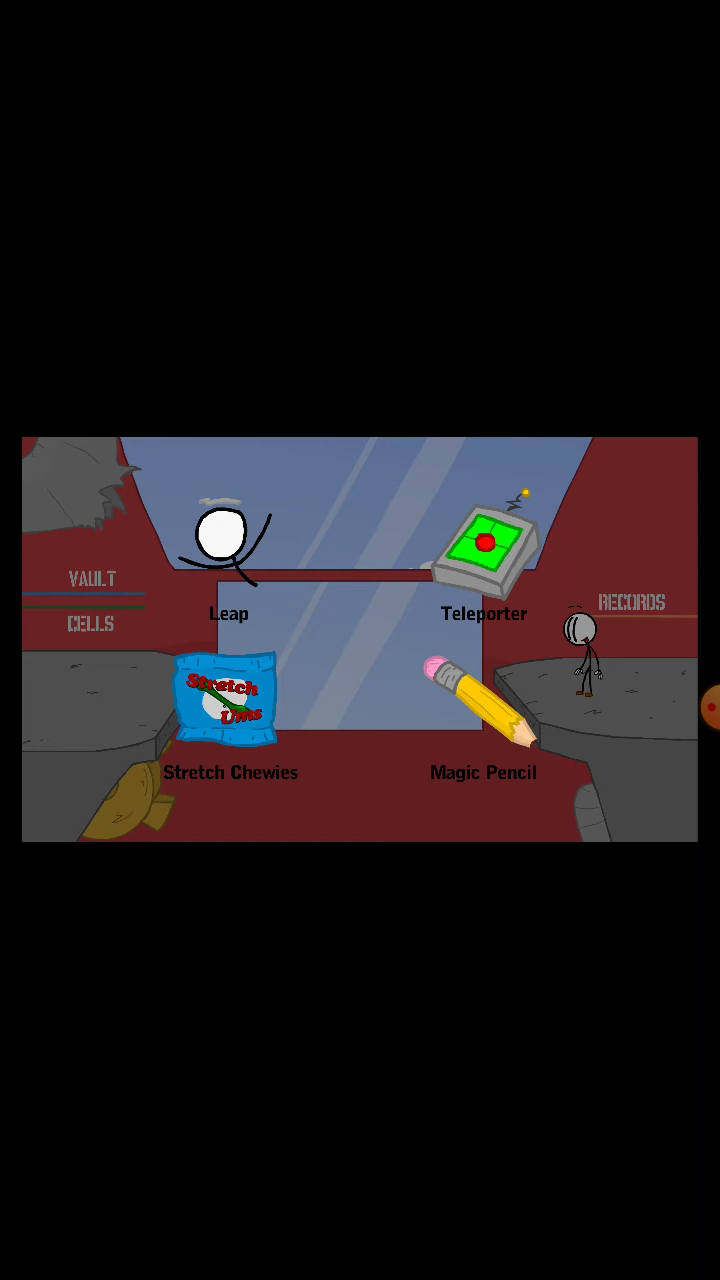 VAULT
CELLS
RECORDS
Leap
Teleporter
Stretch
Ums
Stretch Chewies
Magic Pencil